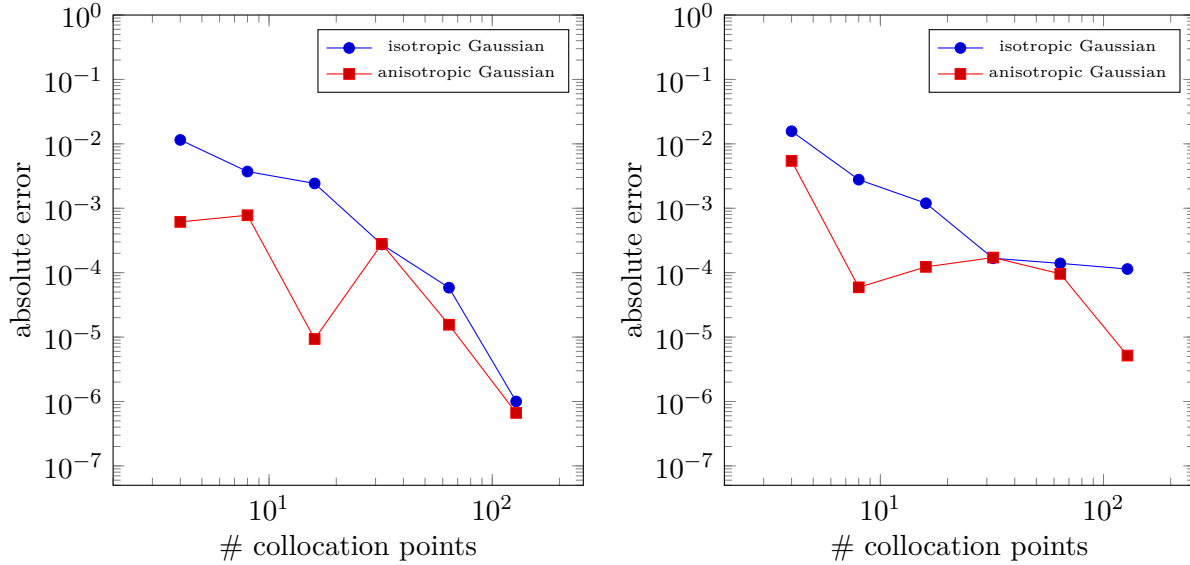 10^0
10^-1
10^-2
10^-3
10^-4
10^-5
10^-6
10^-7
absolute error
isotropic Gaussian
anisotropic Gaussian
10^1
10^2
# collocation points
10^0
10^-1
10^-2
10^-3
10^-4
10^-5
10^-6
10^-7
absolute error
isotropic Gaussian
anisotropic Gaussian
10^1
10^2
# collocation points